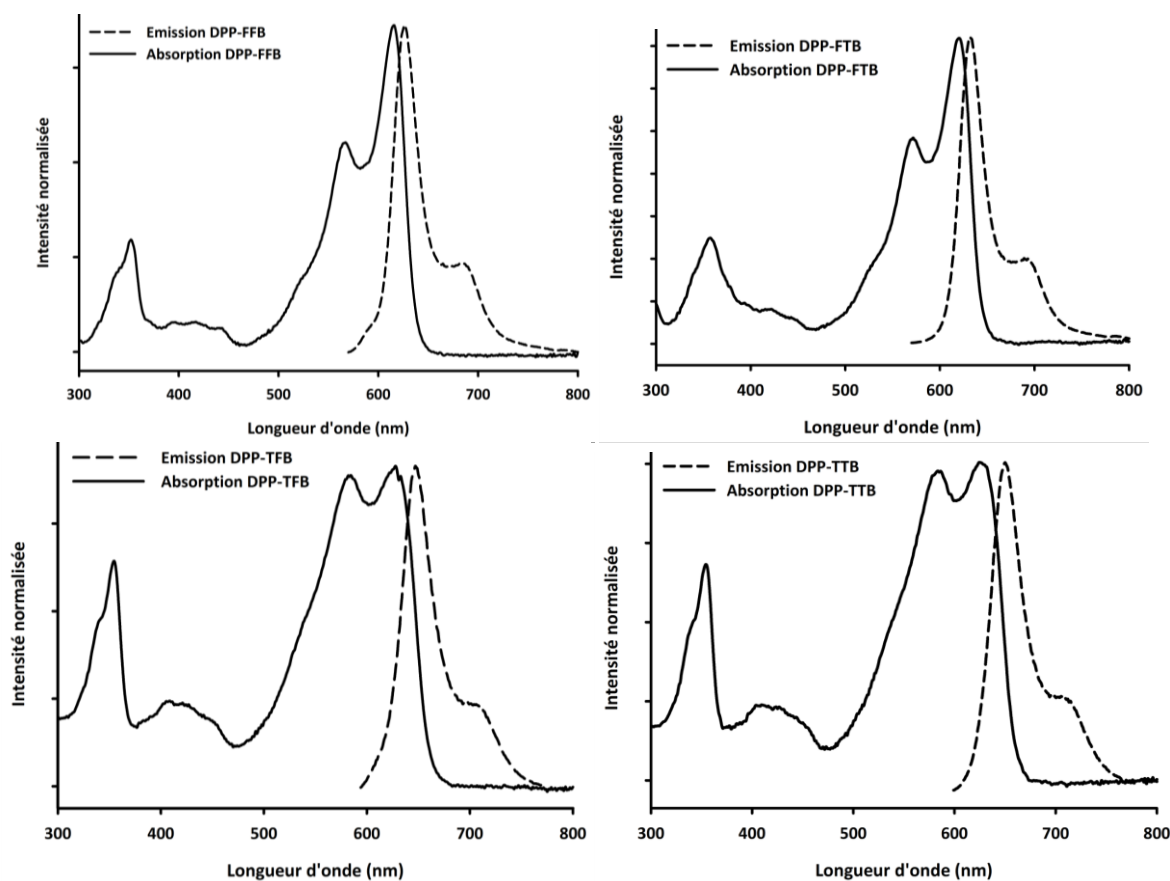 Emission DPP-FFB
Absorption DPP-FFB
Intensité normalisée
300 400 500 600 700 800
Longueur d'onde (nm)
Emission DPP-FTB
Absorption DPP-FTB
Intensité normalisée
300 400 500 600 700 800
Longueur d'onde (nm)
Emission DPP-TFB
Absorption DPP-TFB
Intensité normalisée
300 400 500 600 700 800
Longueur d'onde (nm)
Emission DPP-TTB
Absorption DPP-TTB
Intensité normalisée
300 400 500 600 700 800
Longueur d'onde (nm)